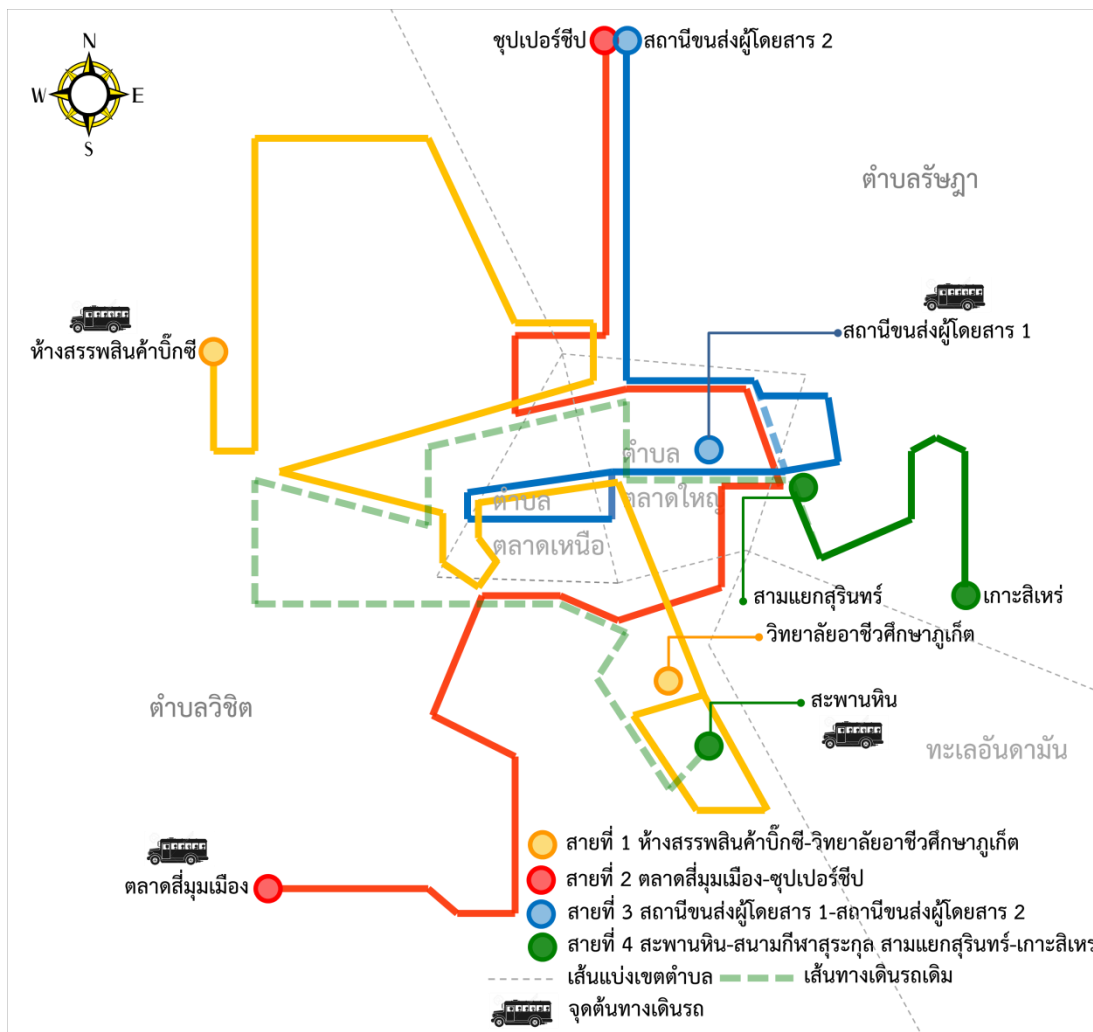 ชุปเปอร์ชีป
สถานีขนส่งผู้โดยสาร 2
N
W
E
S
ตำบลรัษฎา
สถานีขนส่งผู้โดยสาร 1
ห้างสรรพสินค้าบิ๊กซี
ตำบล
ตลาดใหญ่
ตำบล
ตลาดเหนือ
สามแยกสุรินทร์
เกาะสิเหร่
วิทยาลัยอาชีวศึกษาภูเก็ต
ตำบลวิชิต
สะพานหิน
ทะเลอันดามัน
ตลาดสี่มุมเมือง
สายที่ 1 ห้างสรรพสินค้าบิ๊กซี-วิทยาลัยอาชีวศึกษาภูเก็ต
สายที่ 2 ตลาดสี่มุมเมือง-ซุปเปอร์ชีป
สายที่ 3 สถานีขนส่งผู้โดยสาร 1-สถานีขนส่งผู้โดยสาร 2
สายที่ 4 สะพานหิน-สนามกีฬาสุระกุล สามแยกสุรินทร์-เกาะสิเหร่
เส้นแบ่งเขตตำบล
เส้นทางเดินรถเดิม
จุดต้นทางเดินรถ